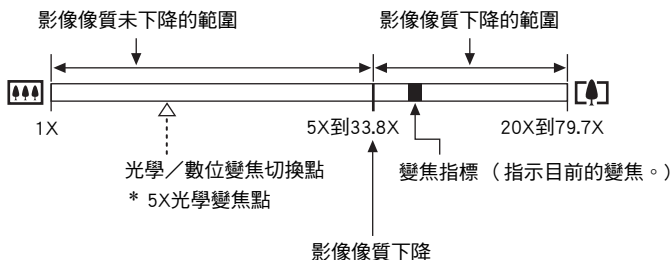 影像像質未下降的範圍
影像像質下降的範圍
1X
5X到33.8X
20X到79.7X
光學／數位變焦切換點
* 5X光學變焦點
變焦指標（指示目前的變焦。）
影像像質下降